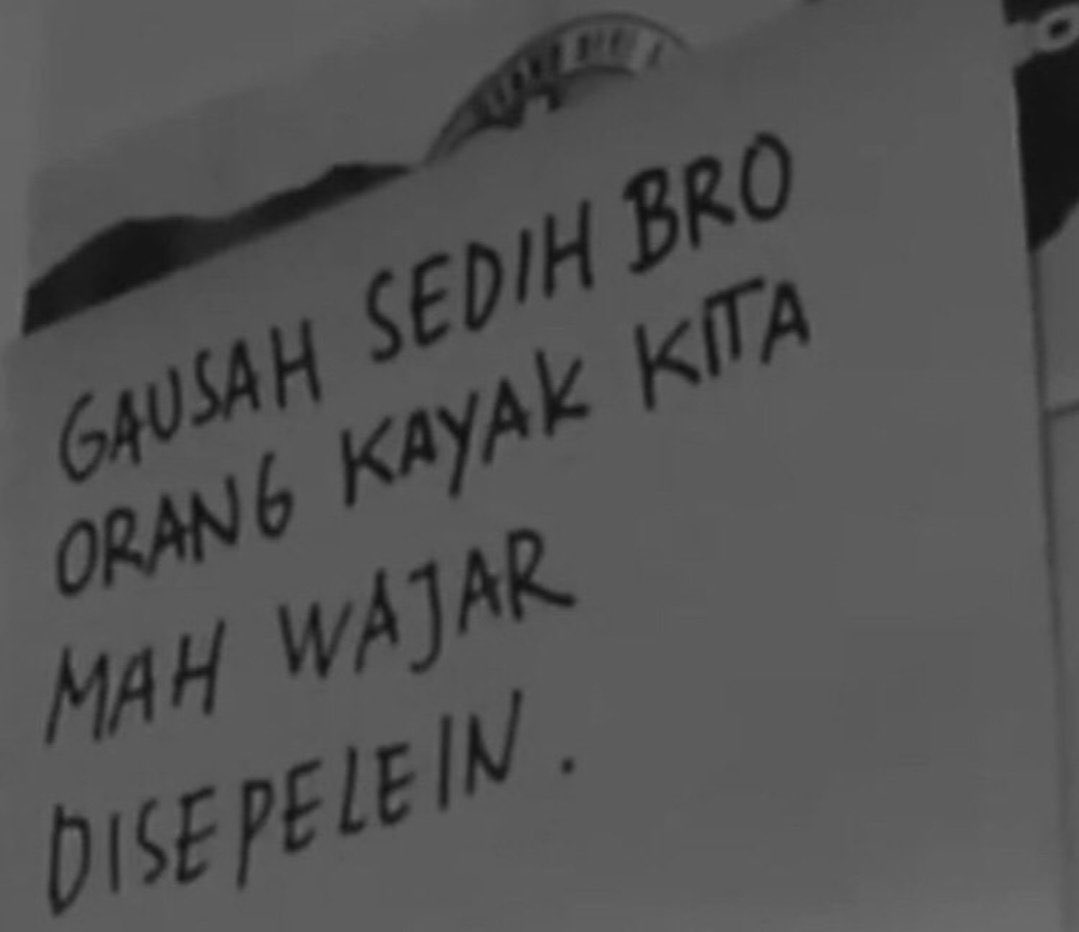 GAUSAH SEDIH BRO
ORANG KAYAK KITA
MAH WAJAR
DISEPELEIN.